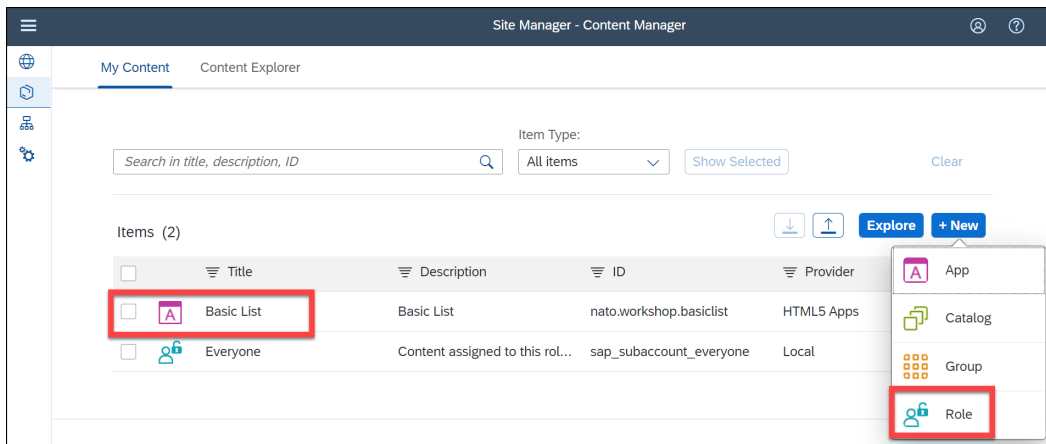 Site Manager - Content Manager
My Content Content Explorer
Item Type:
Search in title, description, ID All items Show Selected Clear
Items (2) Explore + New
Title Description ID Provider
A Basic List Basic List nato.workshop.basiclist HTML5 Apps
Everyone Content assigned to this rol... sap_subaccount_everyone Local
A App
Catalog
Group
Role